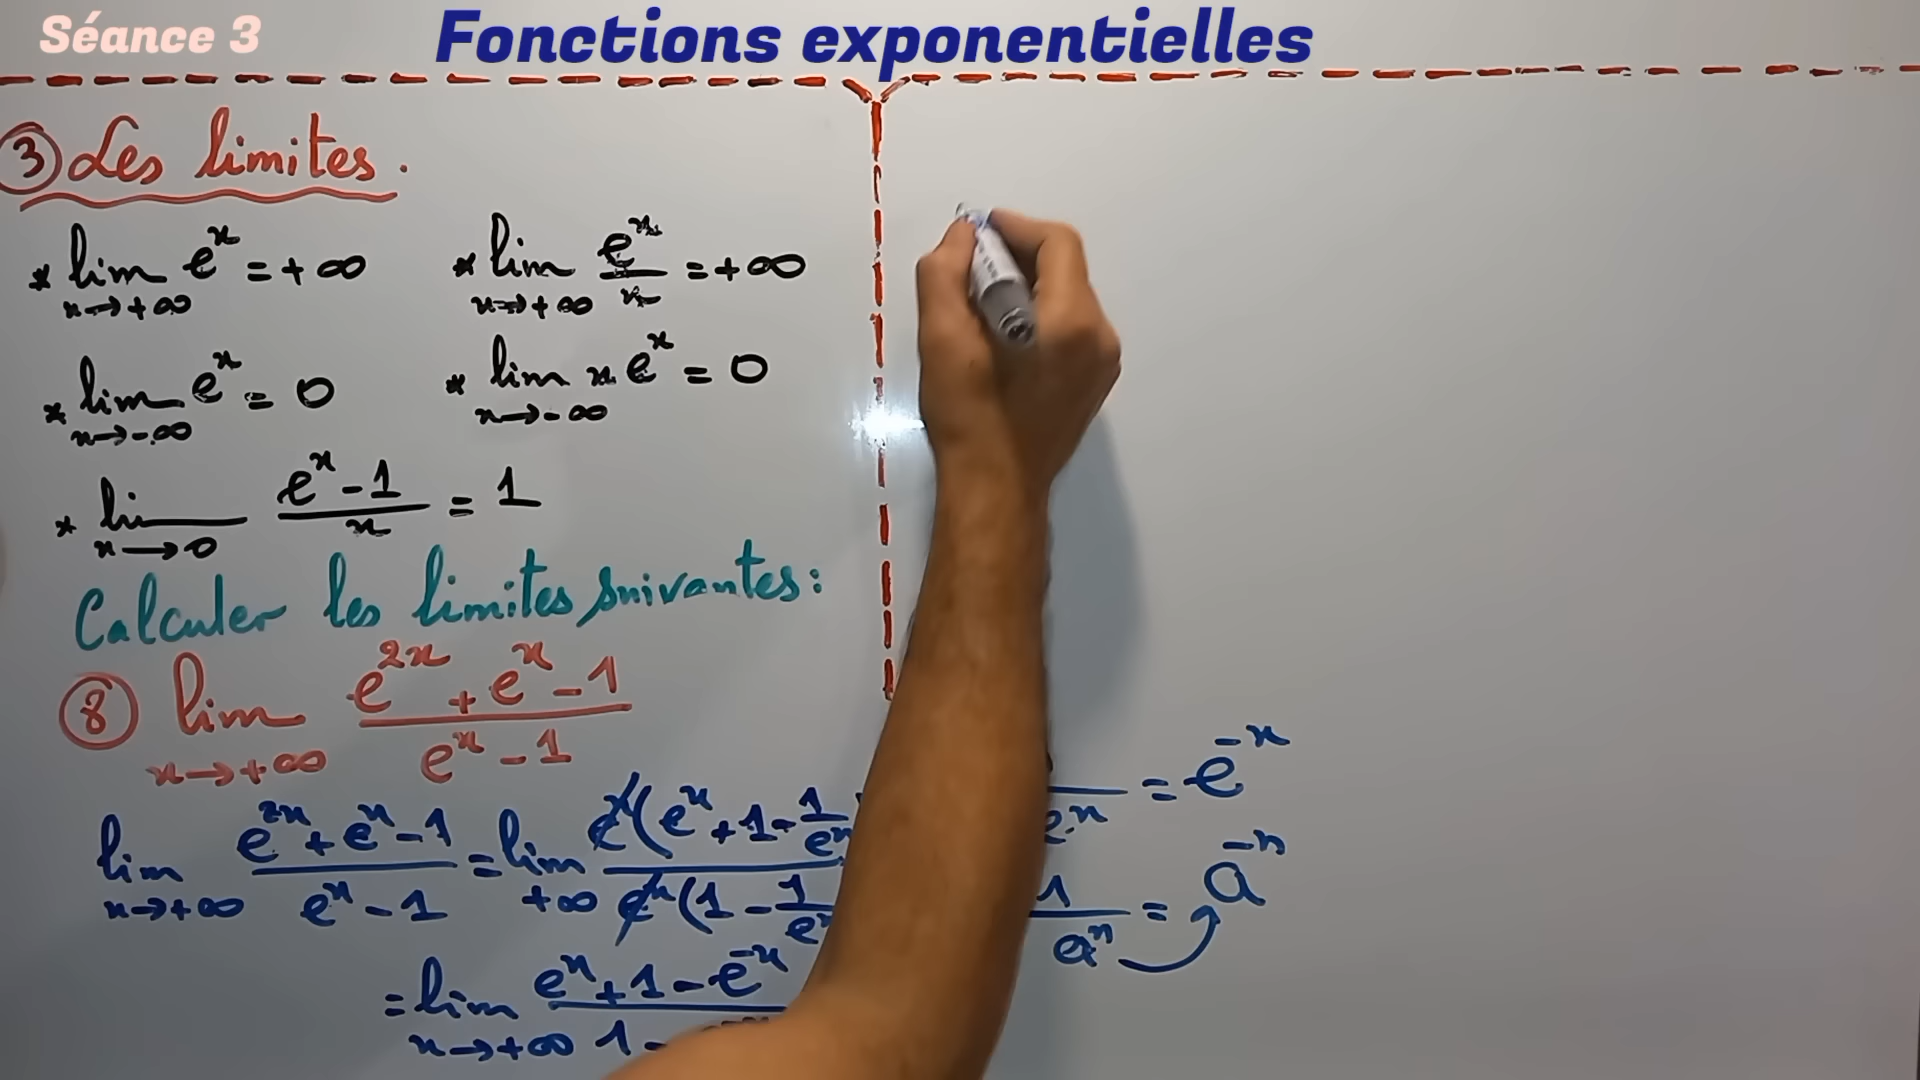 Séance 3
Fonctions exponentielles
③ Les limites.
* lim_{x→+∞} e^x = +∞
* lim_{x→+∞} e^x / x = +∞
* lim_{x→-∞} e^x = 0
* lim_{x→-∞} x e^x = 0
* lim_{x→0} (e^x - 1) / x = 1
Calculer les limites suivantes:
⑧ lim_{x→+∞} (e^{2x} + e^x - 1) / (e^x - 1)
lim_{x→+∞} (e^{2x} + e^x - 1) / (e^x - 1) = lim_{+∞} e^x(e^x + 1 - 1/e^x / e^x(1 - 1/e^x
= lim_{x→+∞} e^x + 1 - e^{-x} / 1 -
e^x = e^{-x}
1 / a^n = a^{-n}